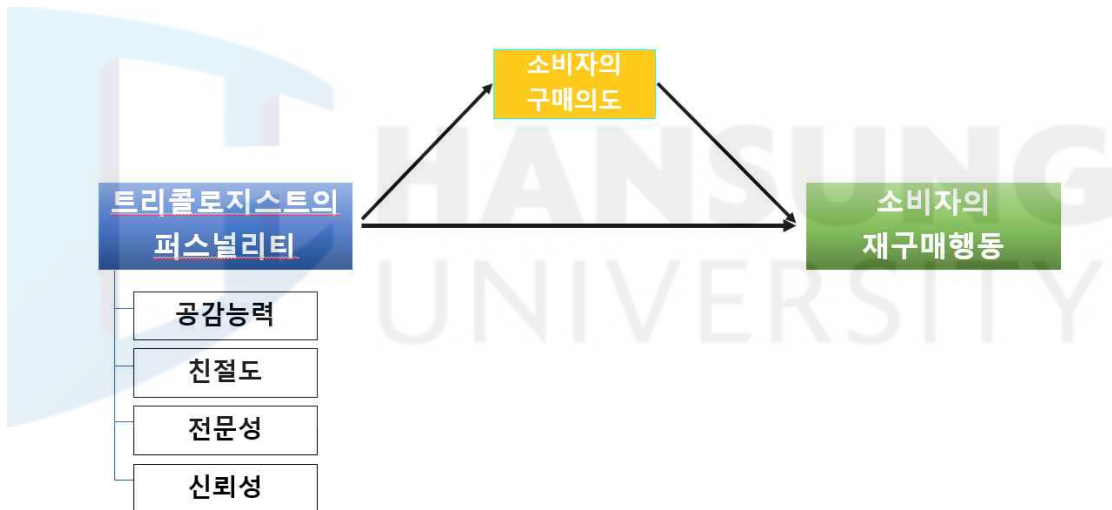 소비자의
구매의도
HANSUNG
UNIVERSITY
트리콜로지스트의
퍼스널리티
소비자의
재구매행동
공감능력
친절도
전문성
신뢰성